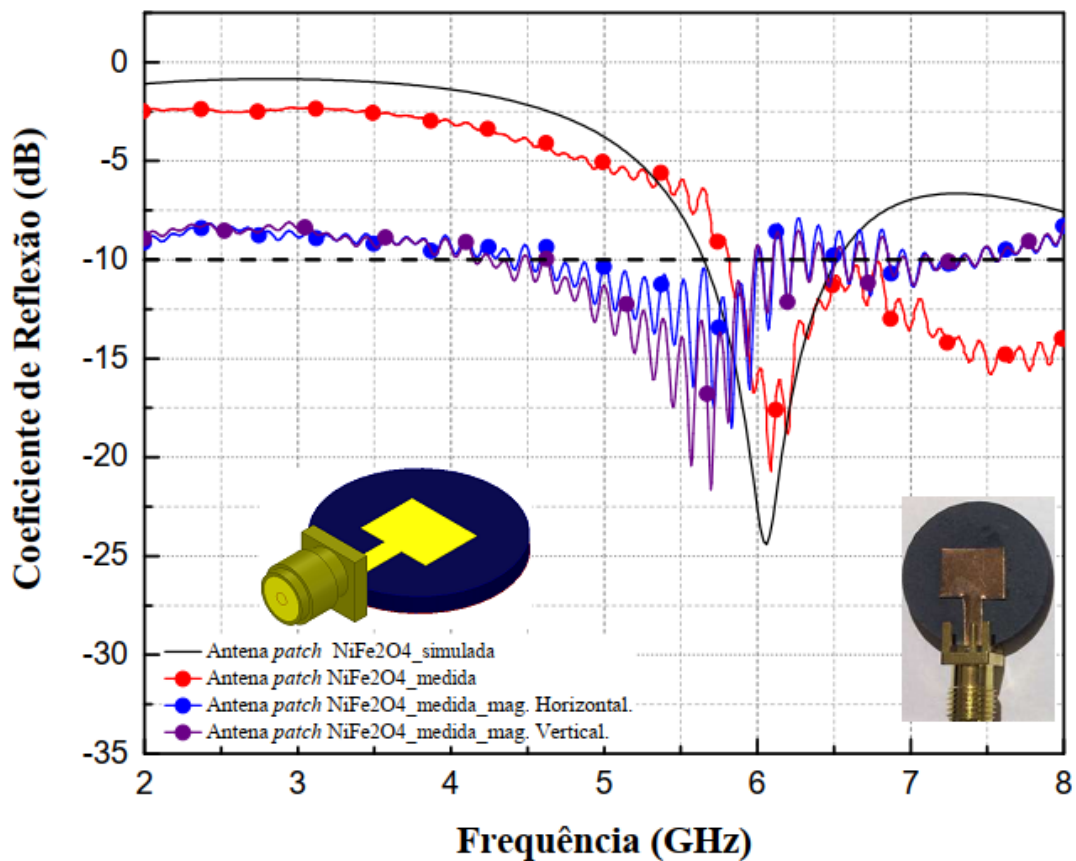 Coeficiente de Reflexão (dB)
0
-5
-10
-15
-20
-25
-30
-35
Antena patch NiFe2O4_simulada
Antena patch NiFe2O4_medida
Antena patch NiFe2O4_medida_mag. Horizontal.
Antena patch NiFe2O4_medida_mag. Vertical.
2 3 4 5 6 7 8
Frequência (GHz)